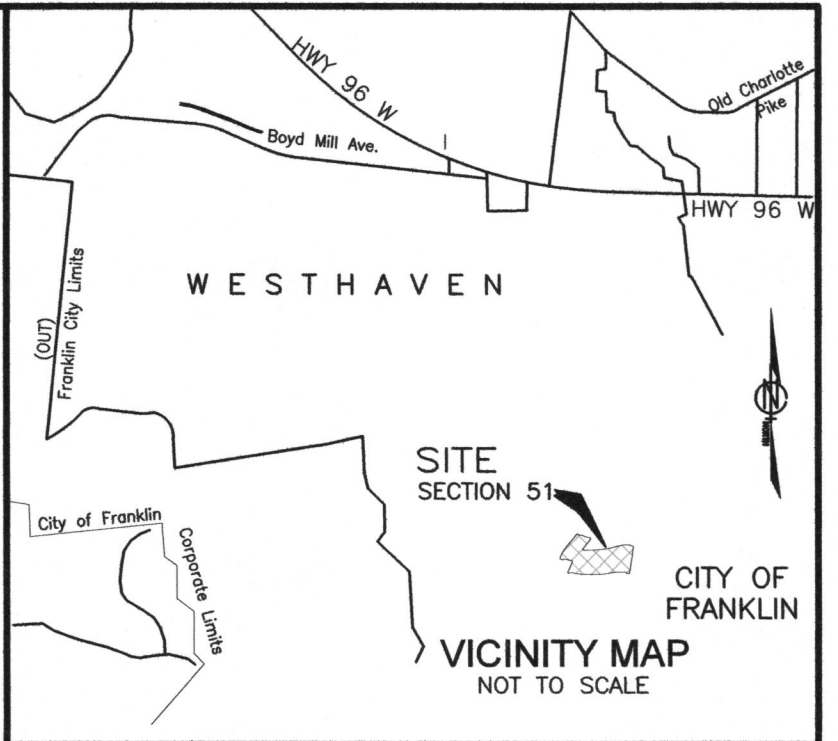 HWY 96 W
Old Charlotte
Pike
Boyd Mill Ave.
HWY 96 W
WESTHAVEN
(OUT)
Franklin City Limits
N
NORTH
SITE
SECTION 51
City of Franklin
Corporate Limits
CITY OF
FRANKLIN
VICINITY MAP
NOT TO SCALE